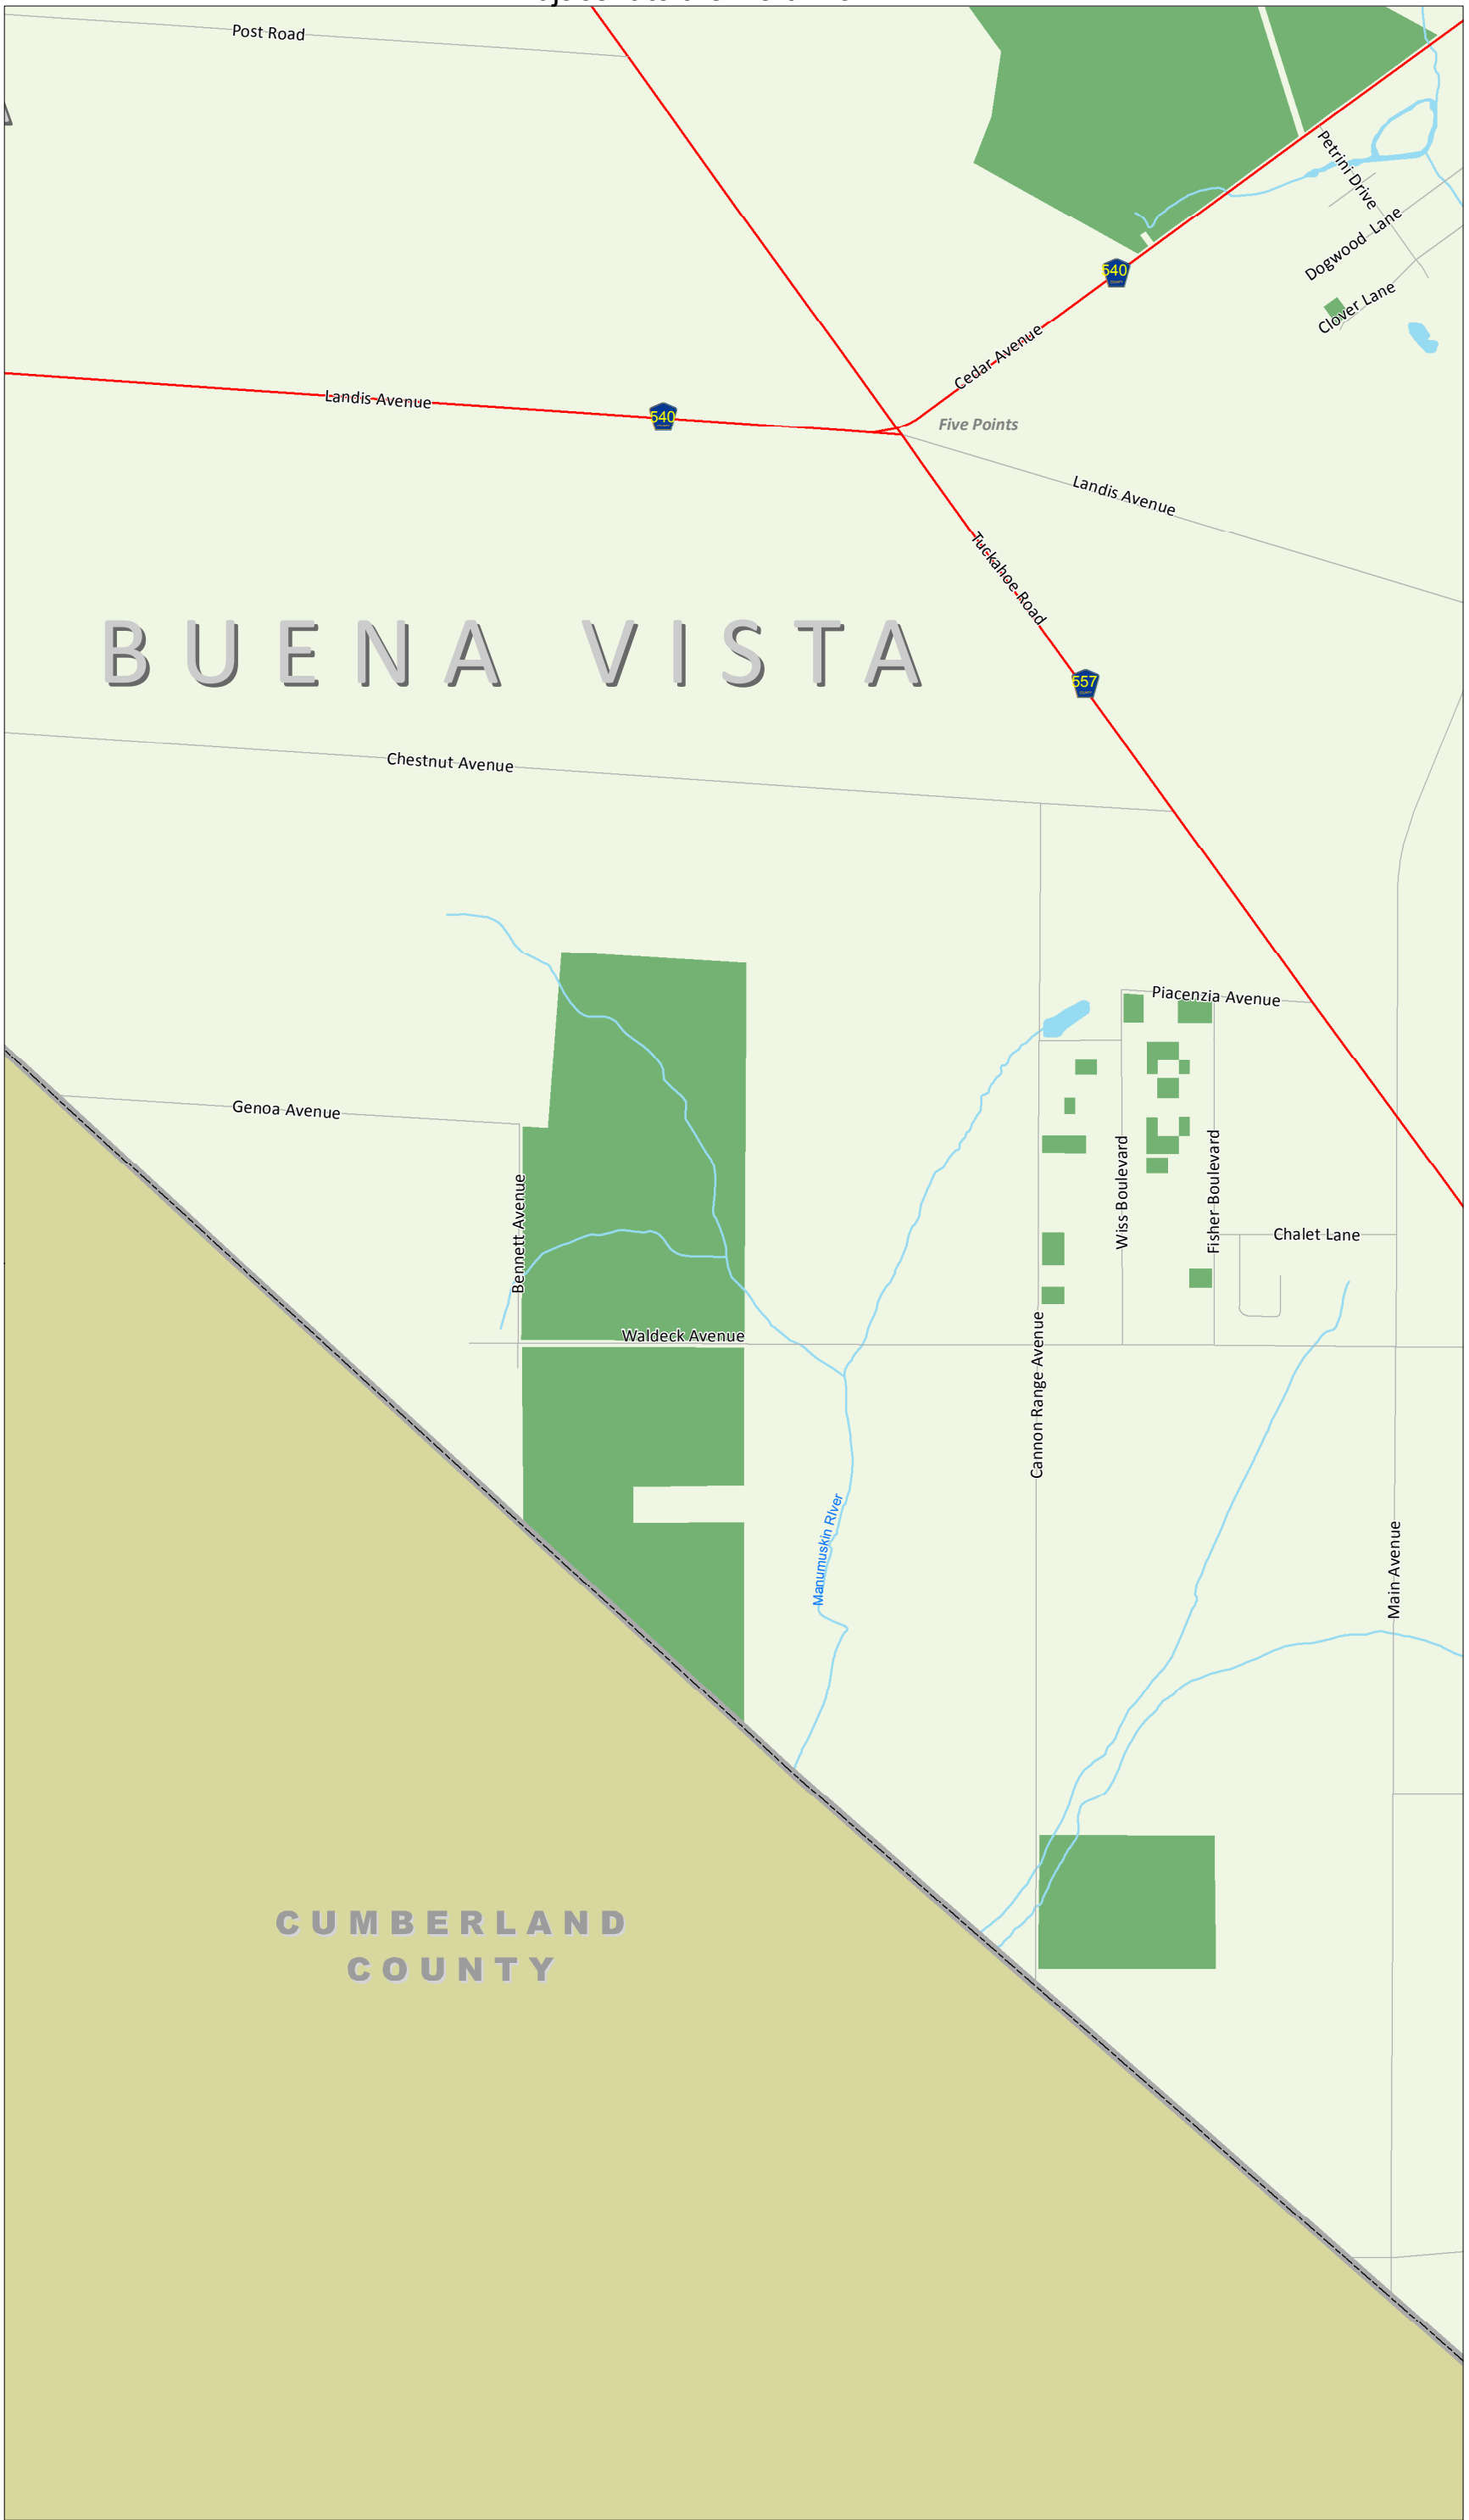 Post Road
Petrini Drive
Dogwood Lane
540
Clover Lane
Cedar Avenue
Landis Avenue
540
Five Points
Landis Avenue
Tuckahoe Road
BUENA VISTA
557
Chestnut Avenue
Piacenzia Avenue
Genoa Avenue
Bennett Avenue
Wiss Boulevard
Fisher Boulevard
Chalet Lane
Waldeck Avenue
Cannon Range Avenue
Manumuskin RIver
Main Avenue
CUMBERLAND
COUNTY